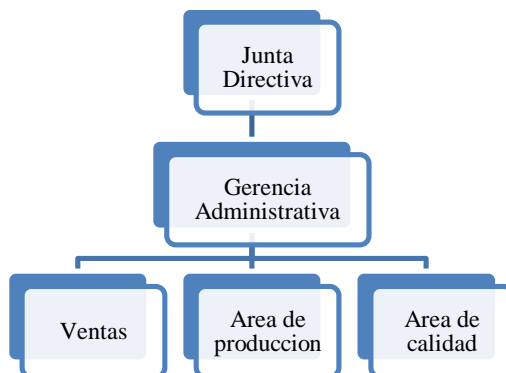 Junta
Directiva
Gerencia
Administrativa
Ventas
Area de
produccion
Area de
calidad